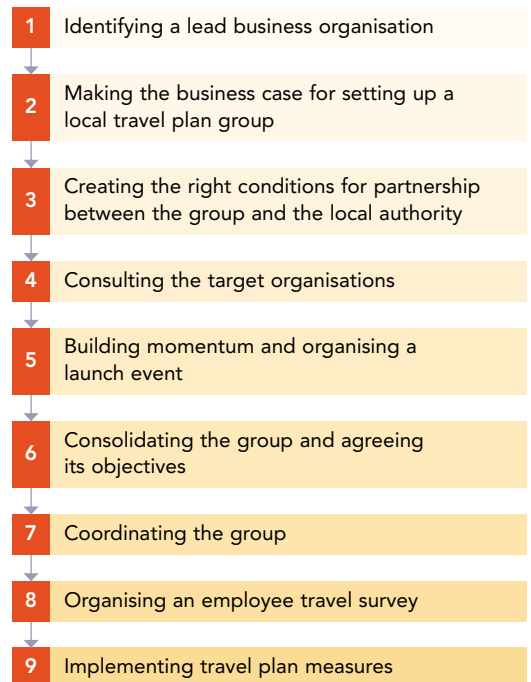 1 Identifying a lead business organisation
2 Making the business case for setting up a
local travel plan group
3 Creating the right conditions for partnership
between the group and the local authority
4 Consulting the target organisations
5 Building momentum and organising a
launch event
6 Consolidating the group and agreeing
its objectives
7 Coordinating the group
8 Organising an employee travel survey
9 Implementing travel plan measures